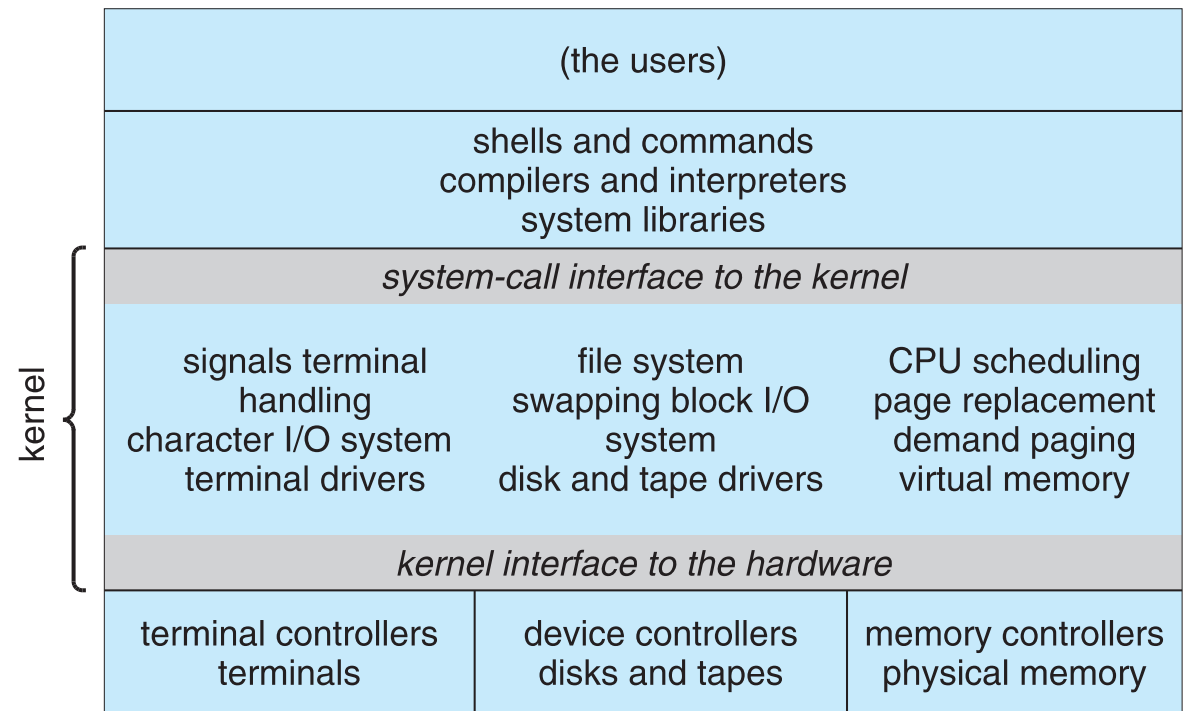 (the users)
shells and commands
compilers and interpreters
system libraries
system-call interface to the kernel
kernel
signals terminal
handling
character I/O system
terminal drivers
file system
swapping block I/O
system
disk and tape drivers
CPU scheduling
page replacement
demand paging
virtual memory
kernel interface to the hardware
terminal controllers
terminals
device controllers
disks and tapes
memory controllers
physical memory